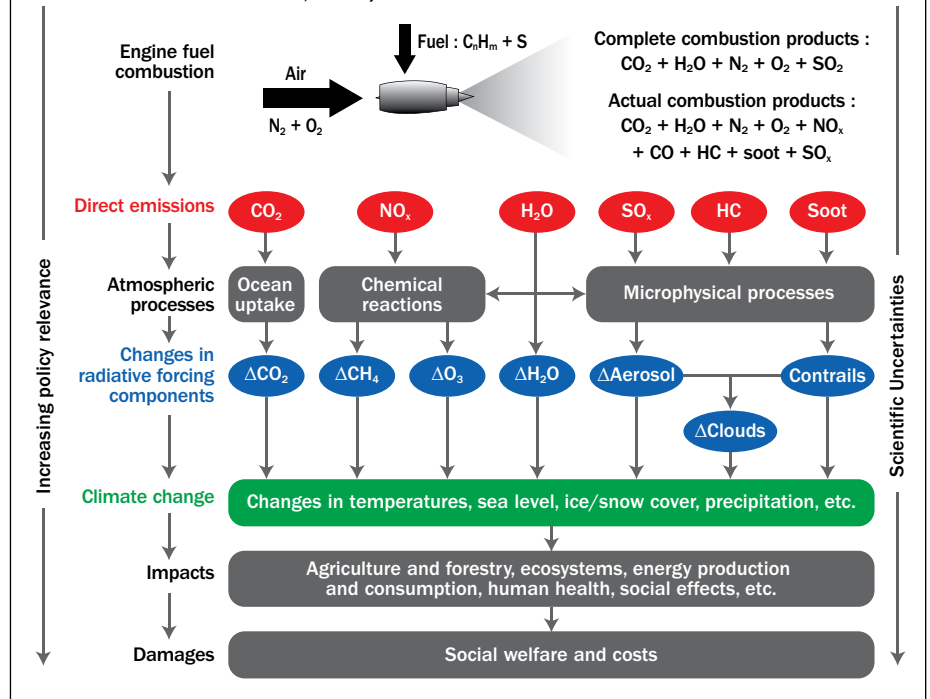 Engine fuel
combustion
Air
N₂ + O₂
Fuel : CₙHₘ + S
Complete combustion products :
CO₂ + H₂O + N₂ + O₂ + SO₂
Actual combustion products :
CO₂ + H₂O + N₂ + O₂ + NOₓ
+ CO + HC + soot + SOₓ
Direct emissions
CO₂
NOₓ
H₂O
SOₓ
HC
Soot
Atmospheric
processes
Ocean
uptake
Chemical
reactions
Microphysical processes
Changes in
radiative forcing
components
ΔCO₂
ΔCH₄
ΔO₃
ΔH₂O
ΔAerosol
Contrails
ΔClouds
Climate change
Changes in temperatures, sea level, ice/snow cover, precipitation, etc.
Impacts
Agriculture and forestry, ecosystems, energy production
and consumption, human health, social effects, etc.
Damages
Social welfare and costs
Increasing policy relevance
Scientific Uncertainties